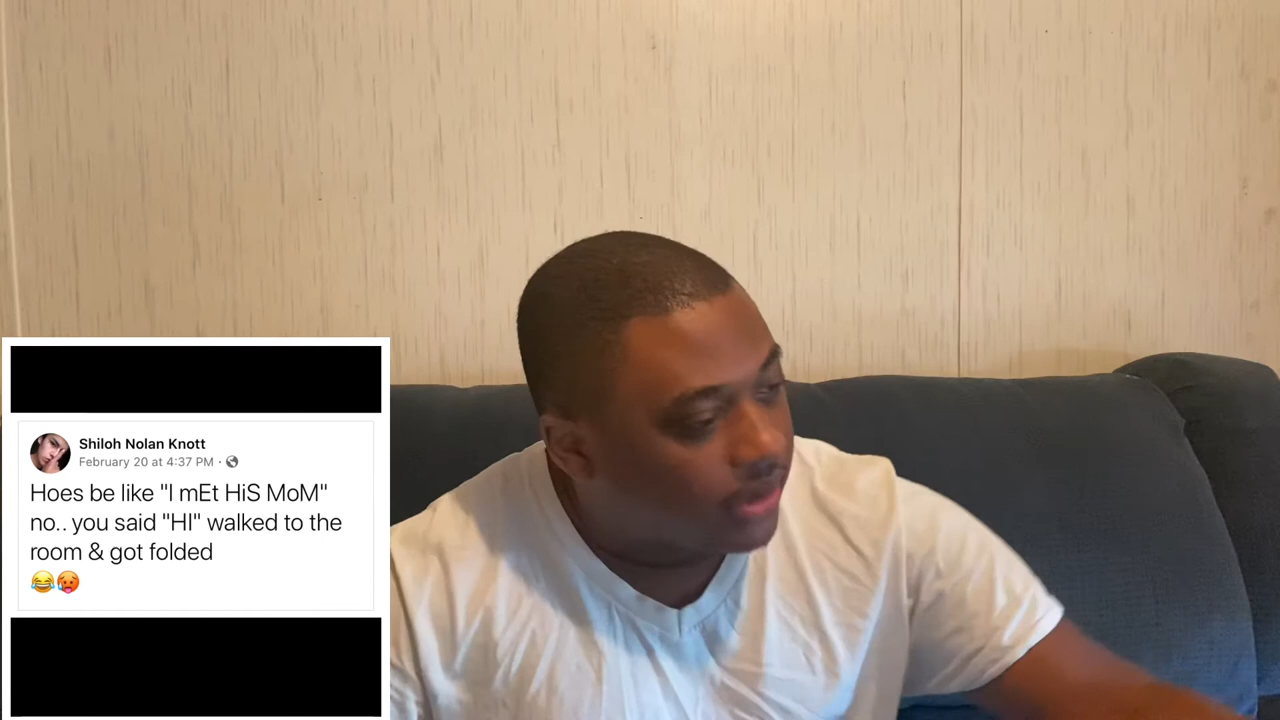 Shiloh Nolan Knott
February 20 at 4:37 PM ·
Hoes be like "I mEt HiS MoM"
no.. you said "HI" walked to the
room & got folded
😂🥵